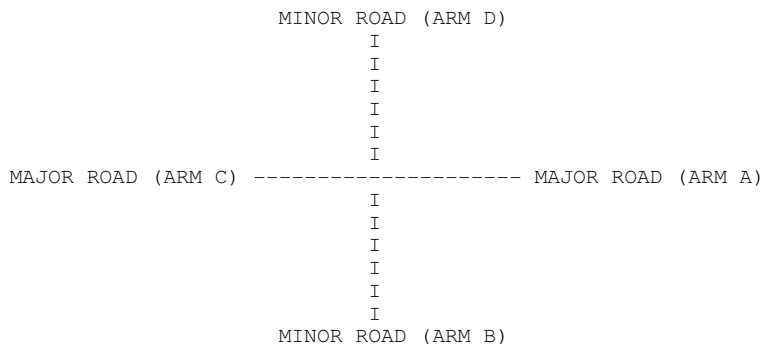 MINOR ROAD (ARM D)
I
I
I
I
I
I
MAJOR ROAD (ARM C) --------------------- MAJOR ROAD (ARM A)
I
I
I
I
I
I
MINOR ROAD (ARM B)